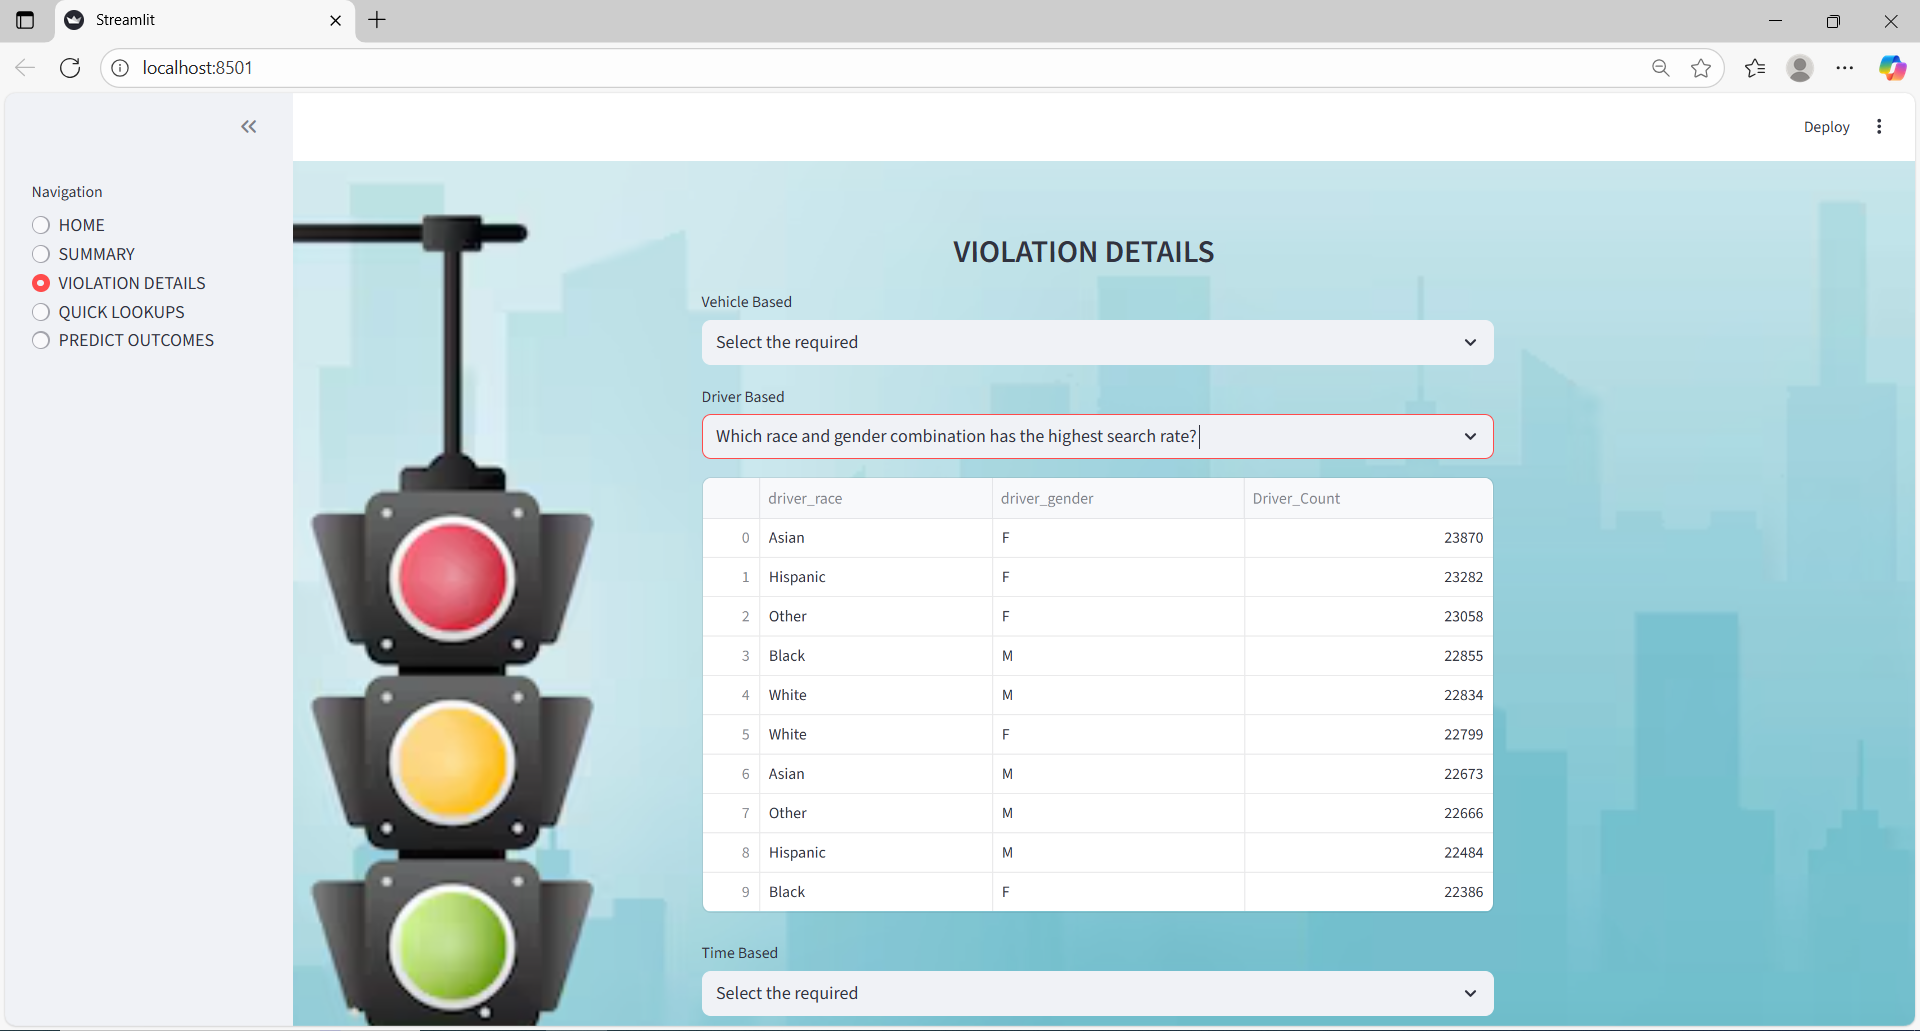 Streamlit
localhost:8501
Deploy
Navigation
HOME
SUMMARY
VIOLATION DETAILS
QUICK LOOKUPS
PREDICT OUTCOMES
VIOLATION DETAILS
Vehicle Based
Select the required
Driver Based
Which race and gender combination has the highest search rate?
driver_race driver_gender Driver_Count
0 Asian F 23870
1 Hispanic F 23282
2 Other F 23058
3 Black M 22855
4 White M 22834
5 White F 22799
6 Asian M 22673
7 Other M 22666
8 Hispanic M 22484
9 Black F 22386
Time Based
Select the required